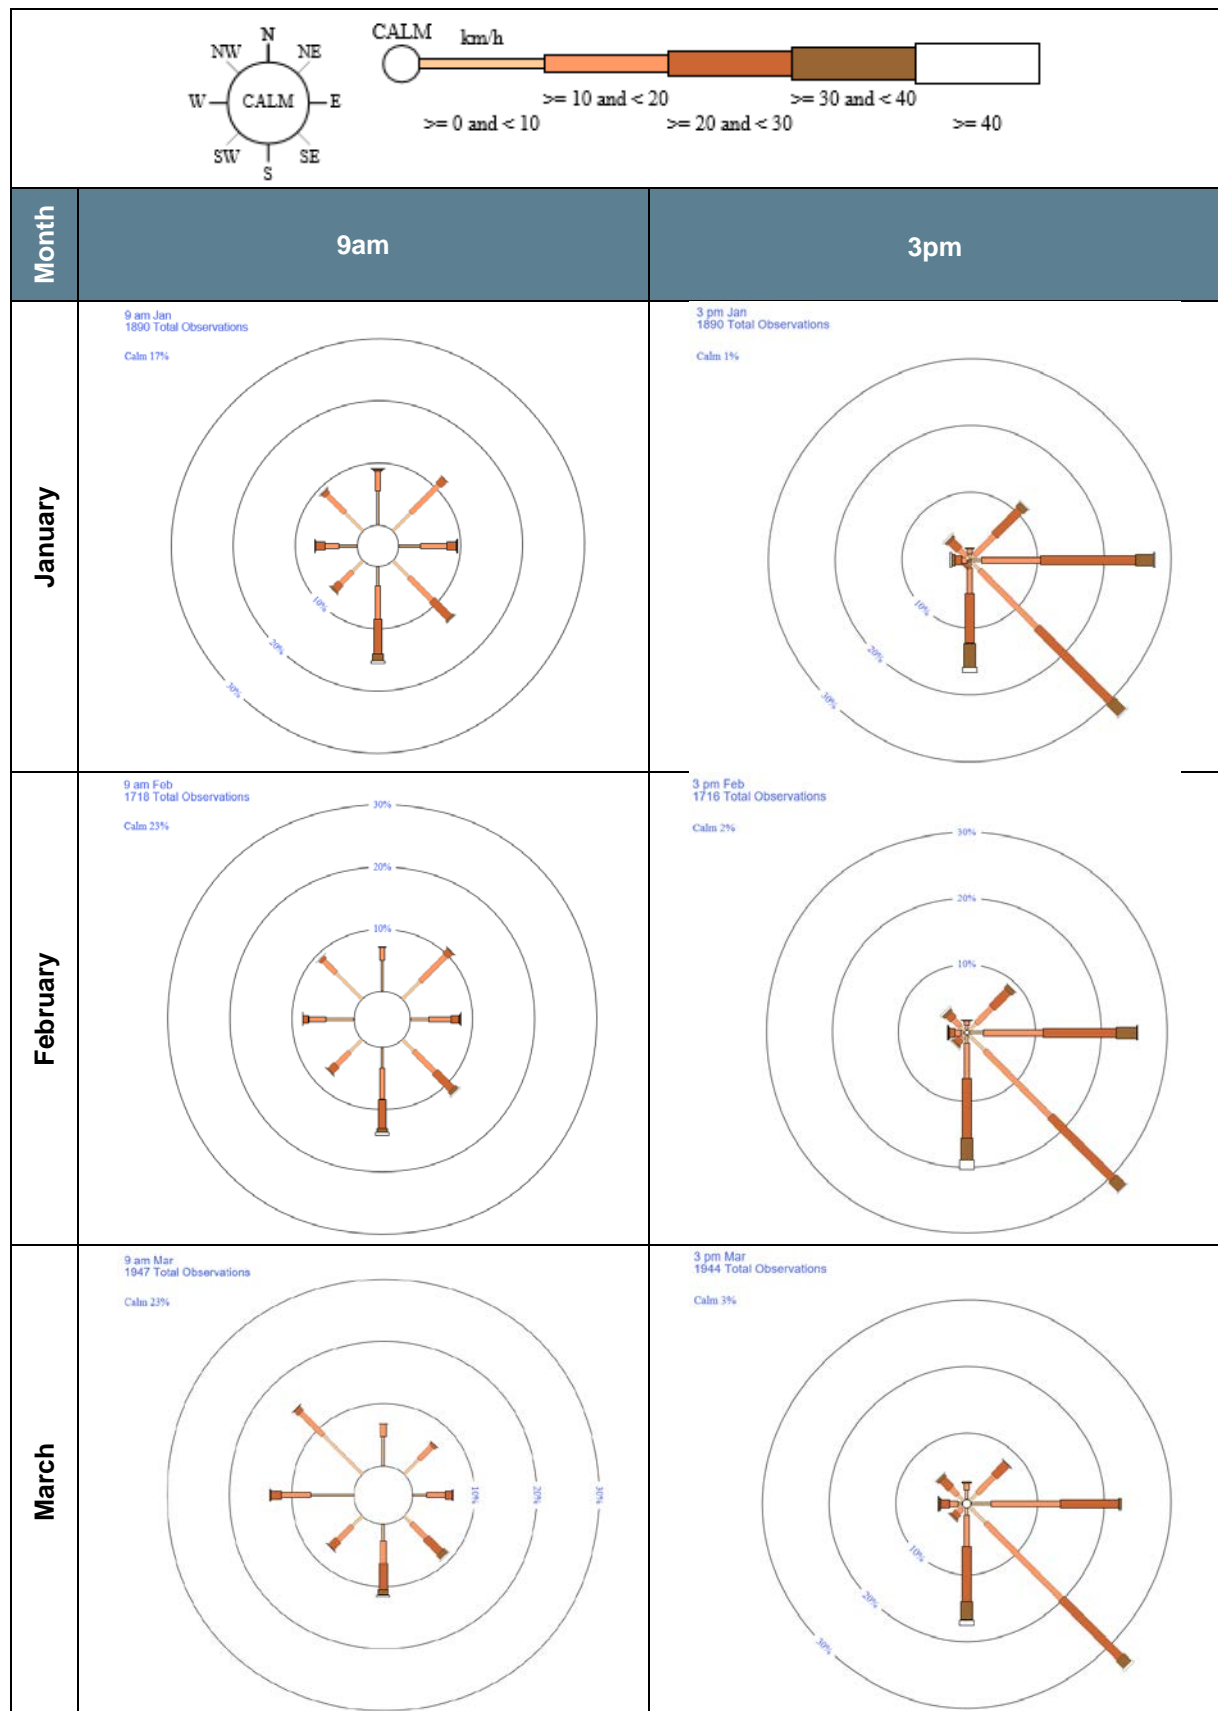 N
NW NE
W CALM E
SW SE
S
CALM km/h
>= 10 and < 20 >= 30 and < 40
>= 0 and < 10 >= 20 and < 30 >= 40
Month 9am 3pm
January
9 am Jan
1890 Total Observations
Calm 17%
10%
20%
30%
3 pm Jan
1890 Total Observations
Calm 1%
10%
20%
30%
February
9 am Feb
1718 Total Observations
Calm 23%
30%
20%
10%
3 pm Feb
1716 Total Observations
Calm 2%
30%
20%
10%
March
9 am Mar
1947 Total Observations
Calm 23%
10% 20% 30%
3 pm Mar
1944 Total Observations
Calm 3%
10%
20%
30%